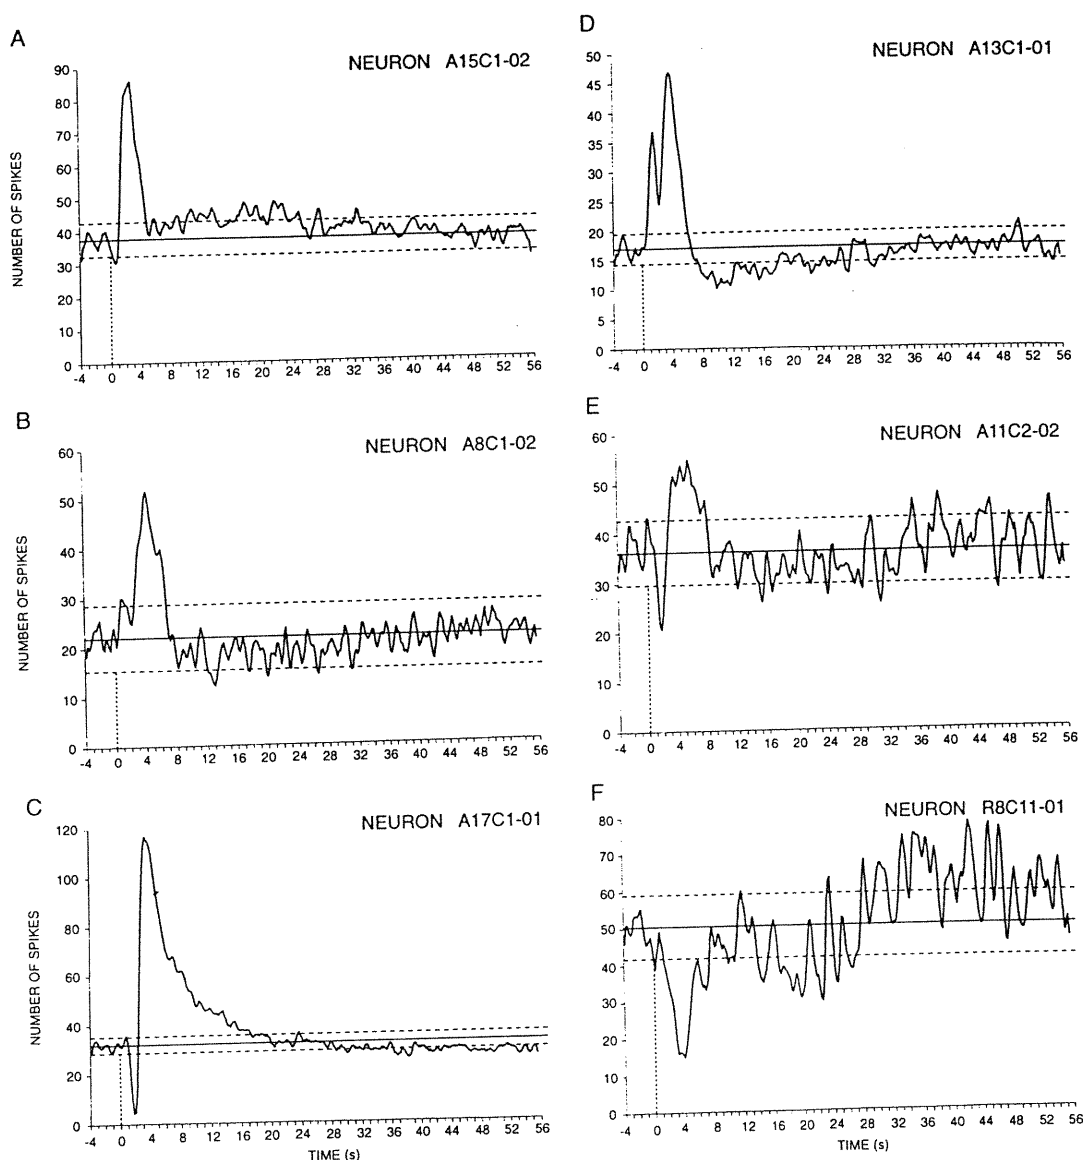 A
NEURON A15C1-02
NUMBER OF SPIKES
90
80
70
60
50
40
30
20
10
0
-4 0 4 8 12 16 20 24 28 32 36 40 44 48 52 56
B
NEURON A8C1-02
NUMBER OF SPIKES
60
50
40
30
20
10
0
-4 0 4 8 12 16 20 24 28 32 36 40 44 48 52 56
C
NEURON A17C1-01
NUMBER OF SPIKES
120
100
80
60
40
20
0
-4 0 4 8 12 16 20 24 28 32 36 40 44 48 52 56
TIME (s)
D
NEURON A13C1-01
50
45
40
35
30
25
20
15
10
5
0
-4 0 4 8 12 16 20 24 28 32 36 40 44 48 52 56
E
NEURON A11C2-02
60
50
40
30
20
10
0
-4 0 4 8 12 16 20 24 28 32 36 40 44 48 52 56
F
NEURON R8C11-01
80
70
60
50
40
30
20
10
0
-4 0 4 8 12 16 20 24 28 32 36 40 44 48 52 56
TIME (s)